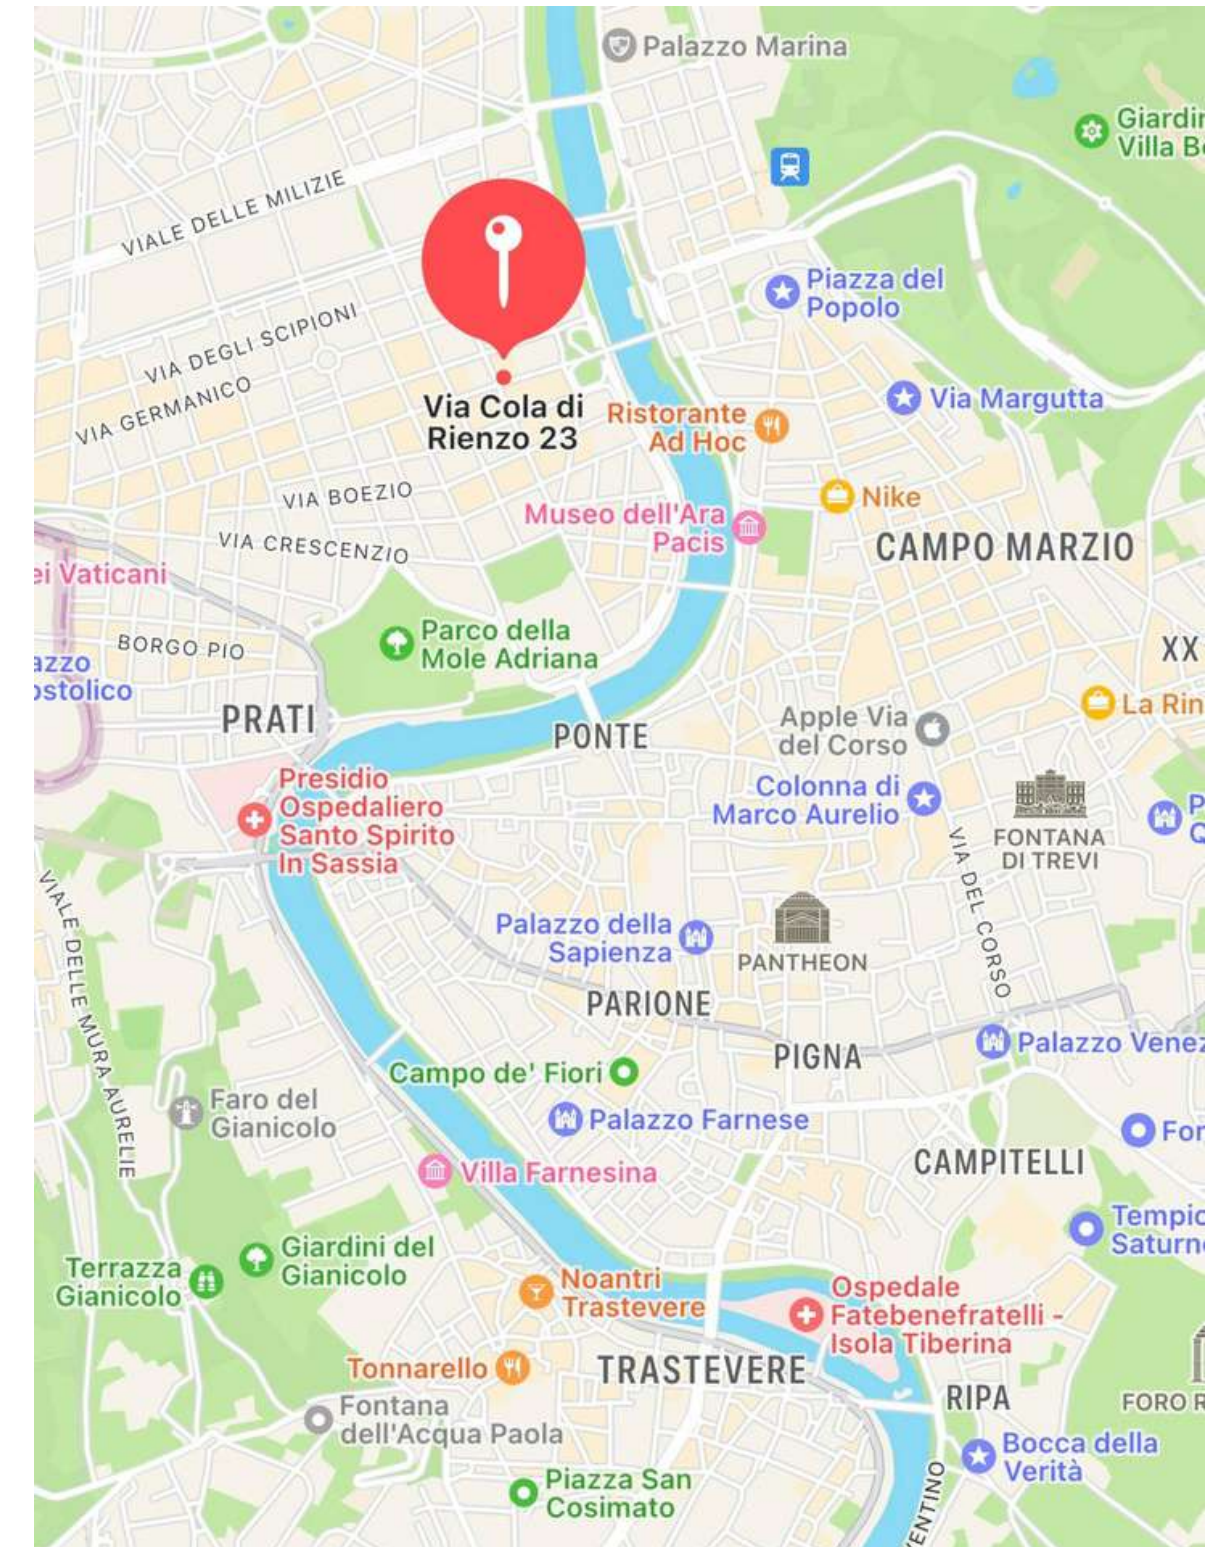 Palazzo Marina
Giardin
Villa Bo
VIALE DELLE MILIZIE
Piazza del
Popolo
VIA DEGLI SCIPIONI
VIA GERMANICO
Via Cola di
Rienzo 23
Ristorante
Ad Hoc
Via Margutta
VIA BOEZIO
Nike
Museo dell'Ara
Pacis
VIA CRESCENZIO
CAMPO MARZIO
ei Vaticani
BORGO PIO
Parco della
Mole Adriana
XX
azzo
ostolico
La Rin
PRATI
PONTE
Apple Via
del Corso
Presidio
Ospedaliero
Santo Spirito
In Sassia
Colonna di
Marco Aurelio
FONTANA
DI TREVI
P
Q
VIA DEL CORSO
VIALE DELLE MURA AURELIE
Palazzo della
Sapienza
PANTHEON
PARIONE
PIGNA
Palazzo Venez
Campo de' Fiori
Faro del
Gianicolo
Palazzo Farnese
For
CAMPITELLI
Villa Farnesina
Tempio
Saturno
Terrazza
Gianicolo
Giardini del
Gianicolo
Noantri
Trastevere
Ospedale
Fatebenefratelli -
Isola Tiberina
Tonnarello
TRASTEVERE
RIPA
FORO R
Fontana
dell'Acqua Paola
Bocca della
Verità
Piazza San
Cosimato
VENTINO